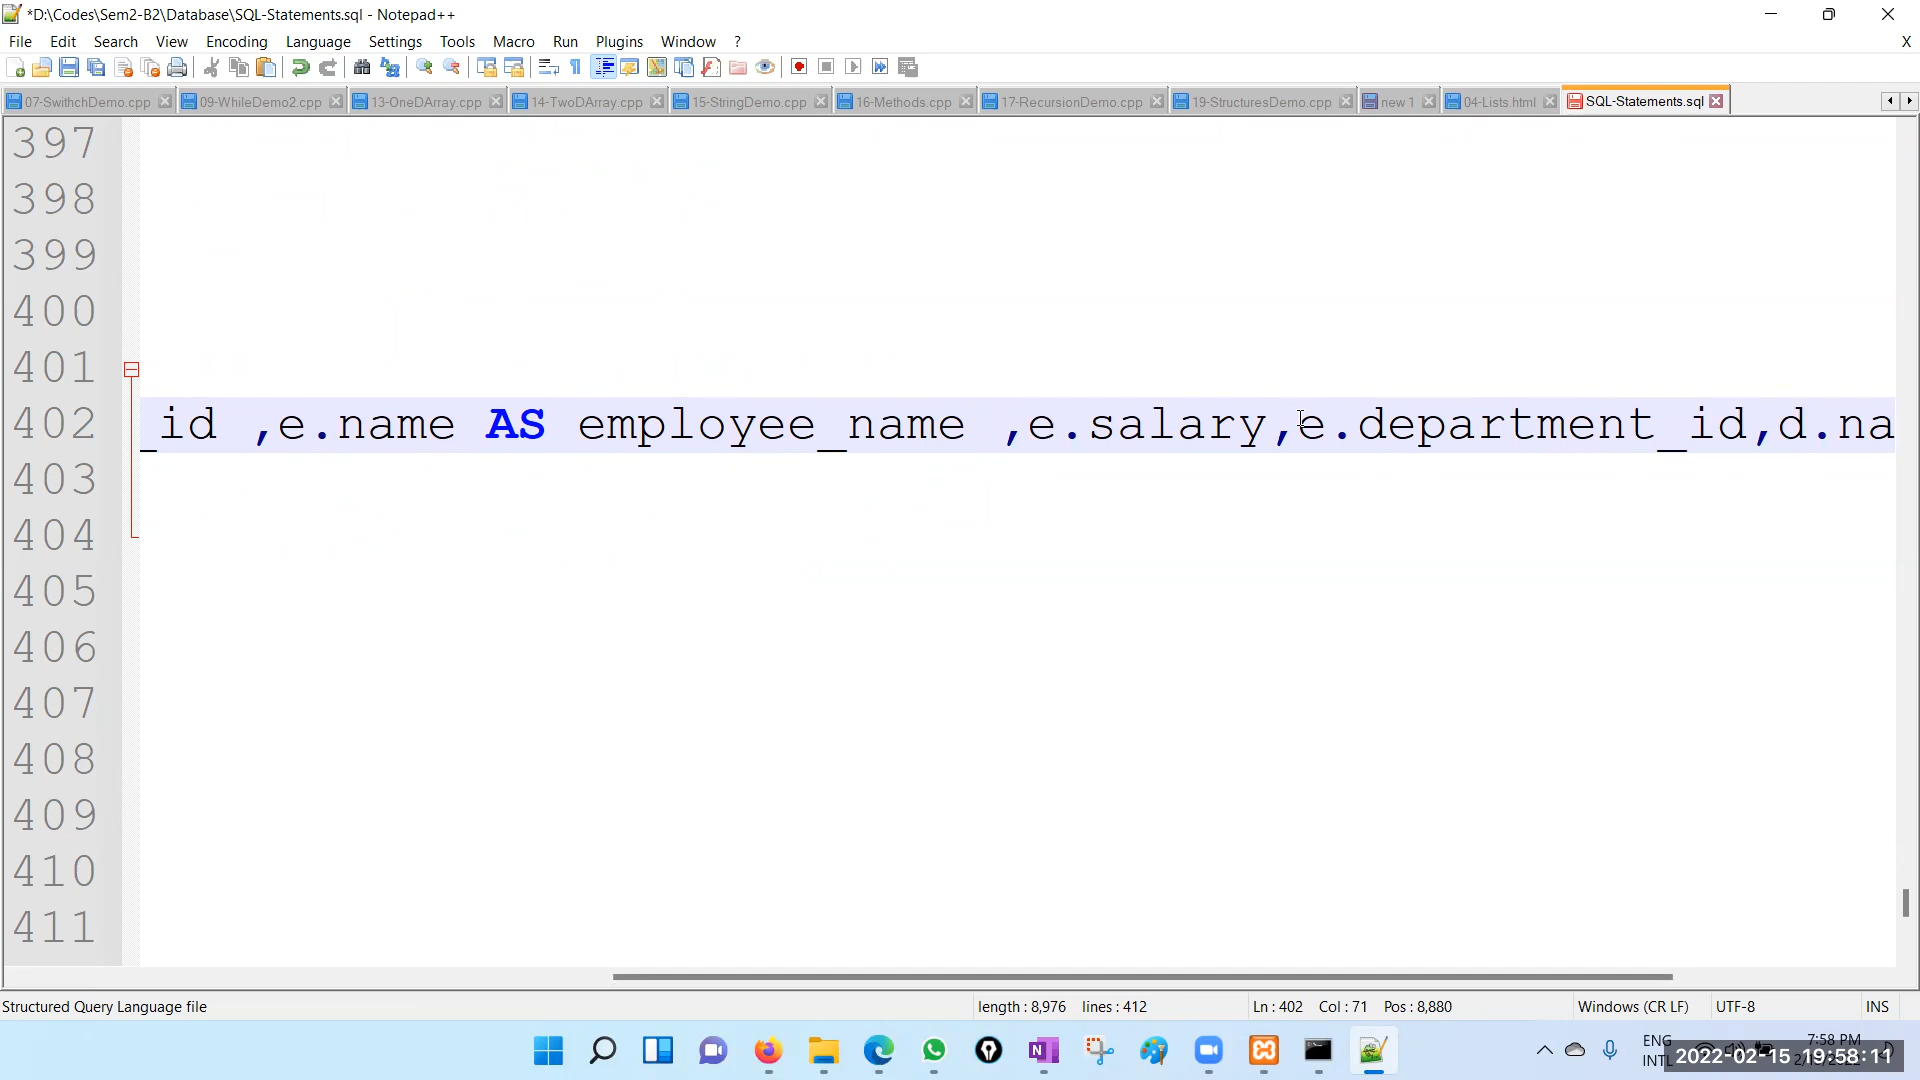 *D:\Codes\Sem2-B2\Database\SQL-Statements.sql - Notepad++
File Edit Search View Encoding Language Settings Tools Macro Run Plugins Window ? X
07-SwithchDemo.cpp 09-WhileDemo2.cpp 13-OneDArray.cpp 14-TwoDArray.cpp 15-StringDemo.cpp 16-Methods.cpp 17-RecursionDemo.cpp 19-StructuresDemo.cpp new 1 04-Lists.html SQL-Statements.sql
397
398
399
400
401
402 _id ,e.name AS employee_name ,e.salary,e.department_id,d.na
403
404
405
406
407
408
409
410
411
Structured Query Language file length : 8,976 lines : 412 Ln : 402 Col : 71 Pos : 8,880 Windows (CR LF) UTF-8 INS
ENG
INTL
7:58 PM
2022-02-15 19:58:11